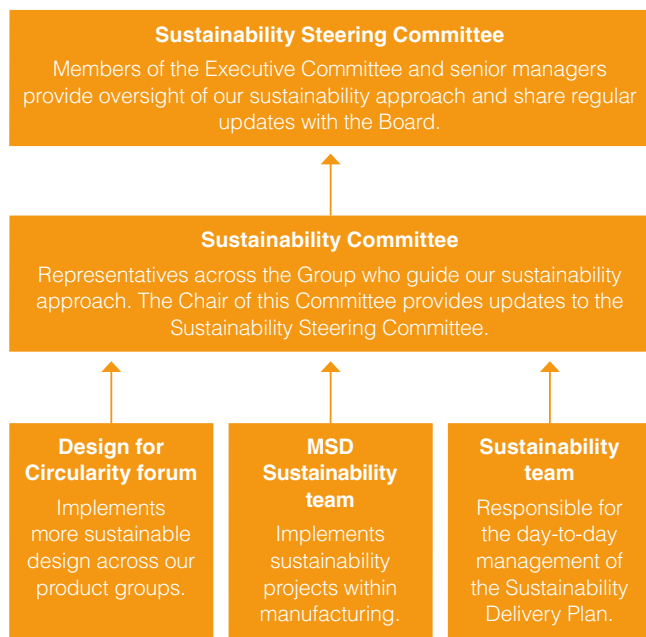 Sustainability Steering Committee
Members of the Executive Committee and senior managers
provide oversight of our sustainability approach and share regular
updates with the Board.
Sustainability Committee
Representatives across the Group who guide our sustainability
approach. The Chair of this Committee provides updates to the
Sustainability Steering Committee.
Design for
Circularity forum
Implements
more sustainable
design across our
product groups.
MSD
Sustainability
team
Implements
sustainability
projects within
manufacturing.
Sustainability
team
Responsible for
the day-to-day
management of
the Sustainability
Delivery Plan.